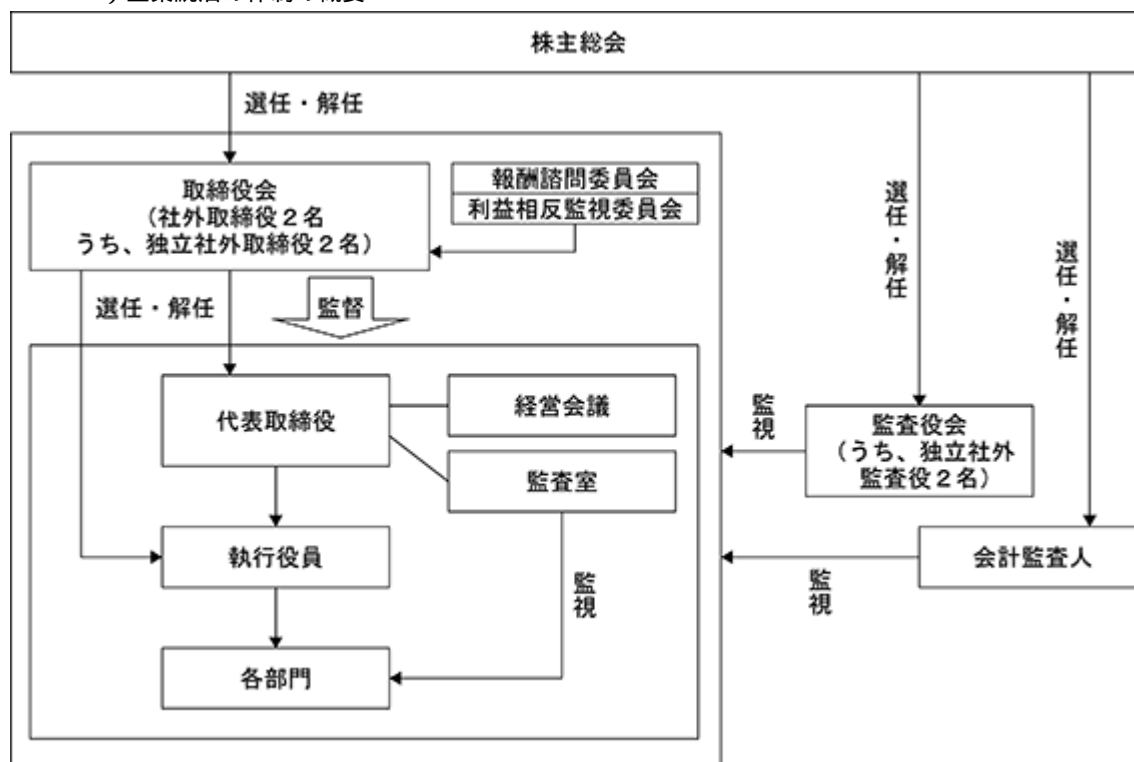 株主総会
選任・解任
取締役会
(社外取締役2名
うち、独立社外取締役2名)
報酬諮問委員会
利益相反監視委員会
選任・解任
選任・解任
選任・解任
監督
代表取締役
経営会議
監査室
監視
監査役会
(うち、独立社外
監査役2名)
執行役員
監視
会計監査人
監視
各部門